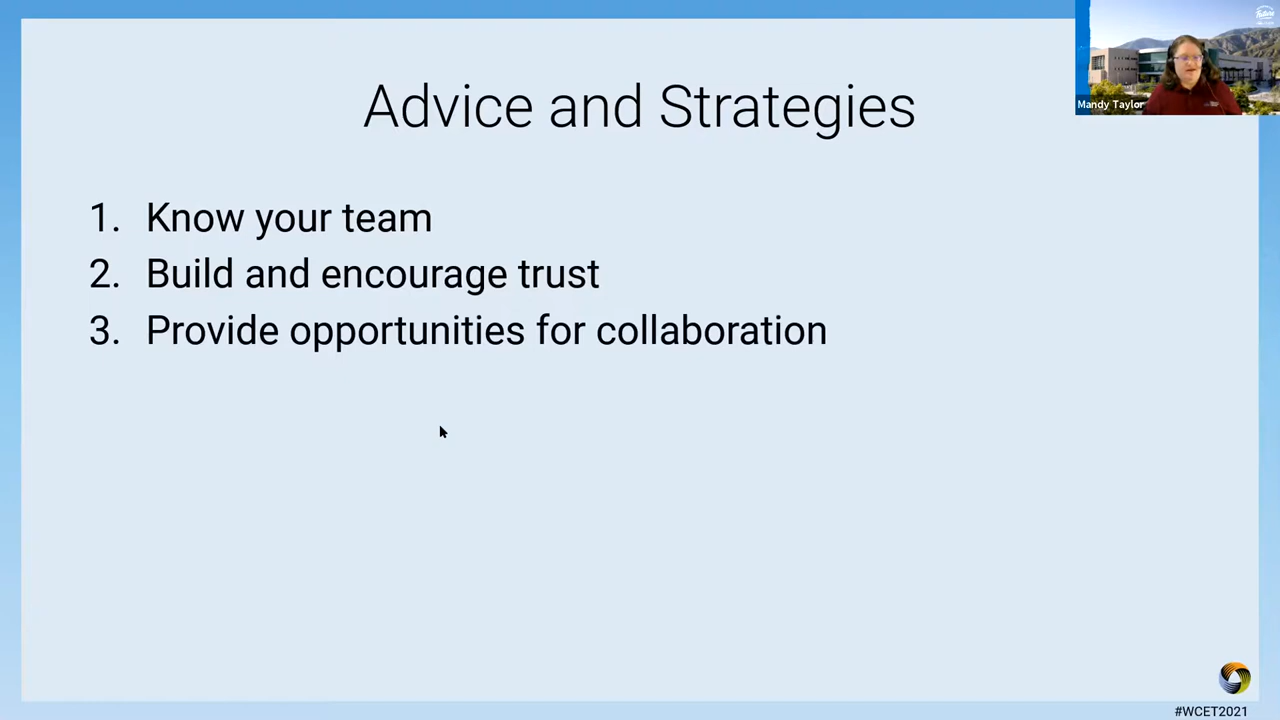 Advice and Strategies
Mandy Taylor
1. Know your team
2. Build and encourage trust
3. Provide opportunities for collaboration
#WCET2021